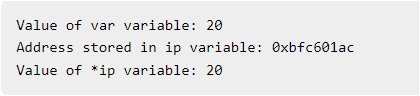 Value of var variable: 20
Address stored in ip variable: 0xbfc601ac
Value of *ip variable: 20